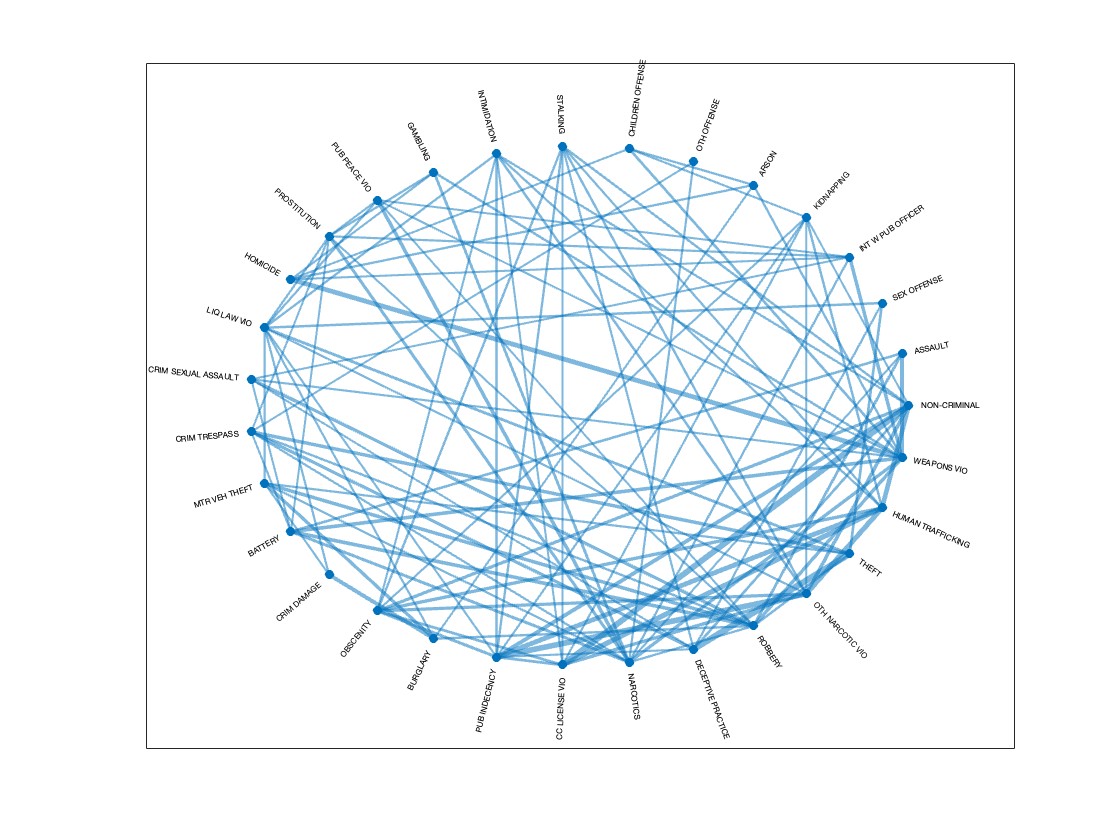 CHILDREN OFFENSE
STALKING
INTIMIDATION
OTH OFFENSE
GAMBLING
ARSON
PUB PEACE VIO
KIDNAPPING
PROSTITUTION
INT W PUB OFFICER
HOMICIDE
SEX OFFENSE
LIQ LAW VIO
ASSAULT
CRIM SEXUAL ASSAULT
NON-CRIMINAL
CRIM TRESPASS
WEAPONS VIO
MTR VEH THEFT
HUMAN TRAFFICKING
BATTERY
THEFT
CRIM DAMAGE
OTH NARCOTIC VIO
OBSCENITY
ROBBERY
BURGLARY
DECEPTIVE PRACTICE
PUB INDECENCY
NARCOTICS
CC LICENSE VIO